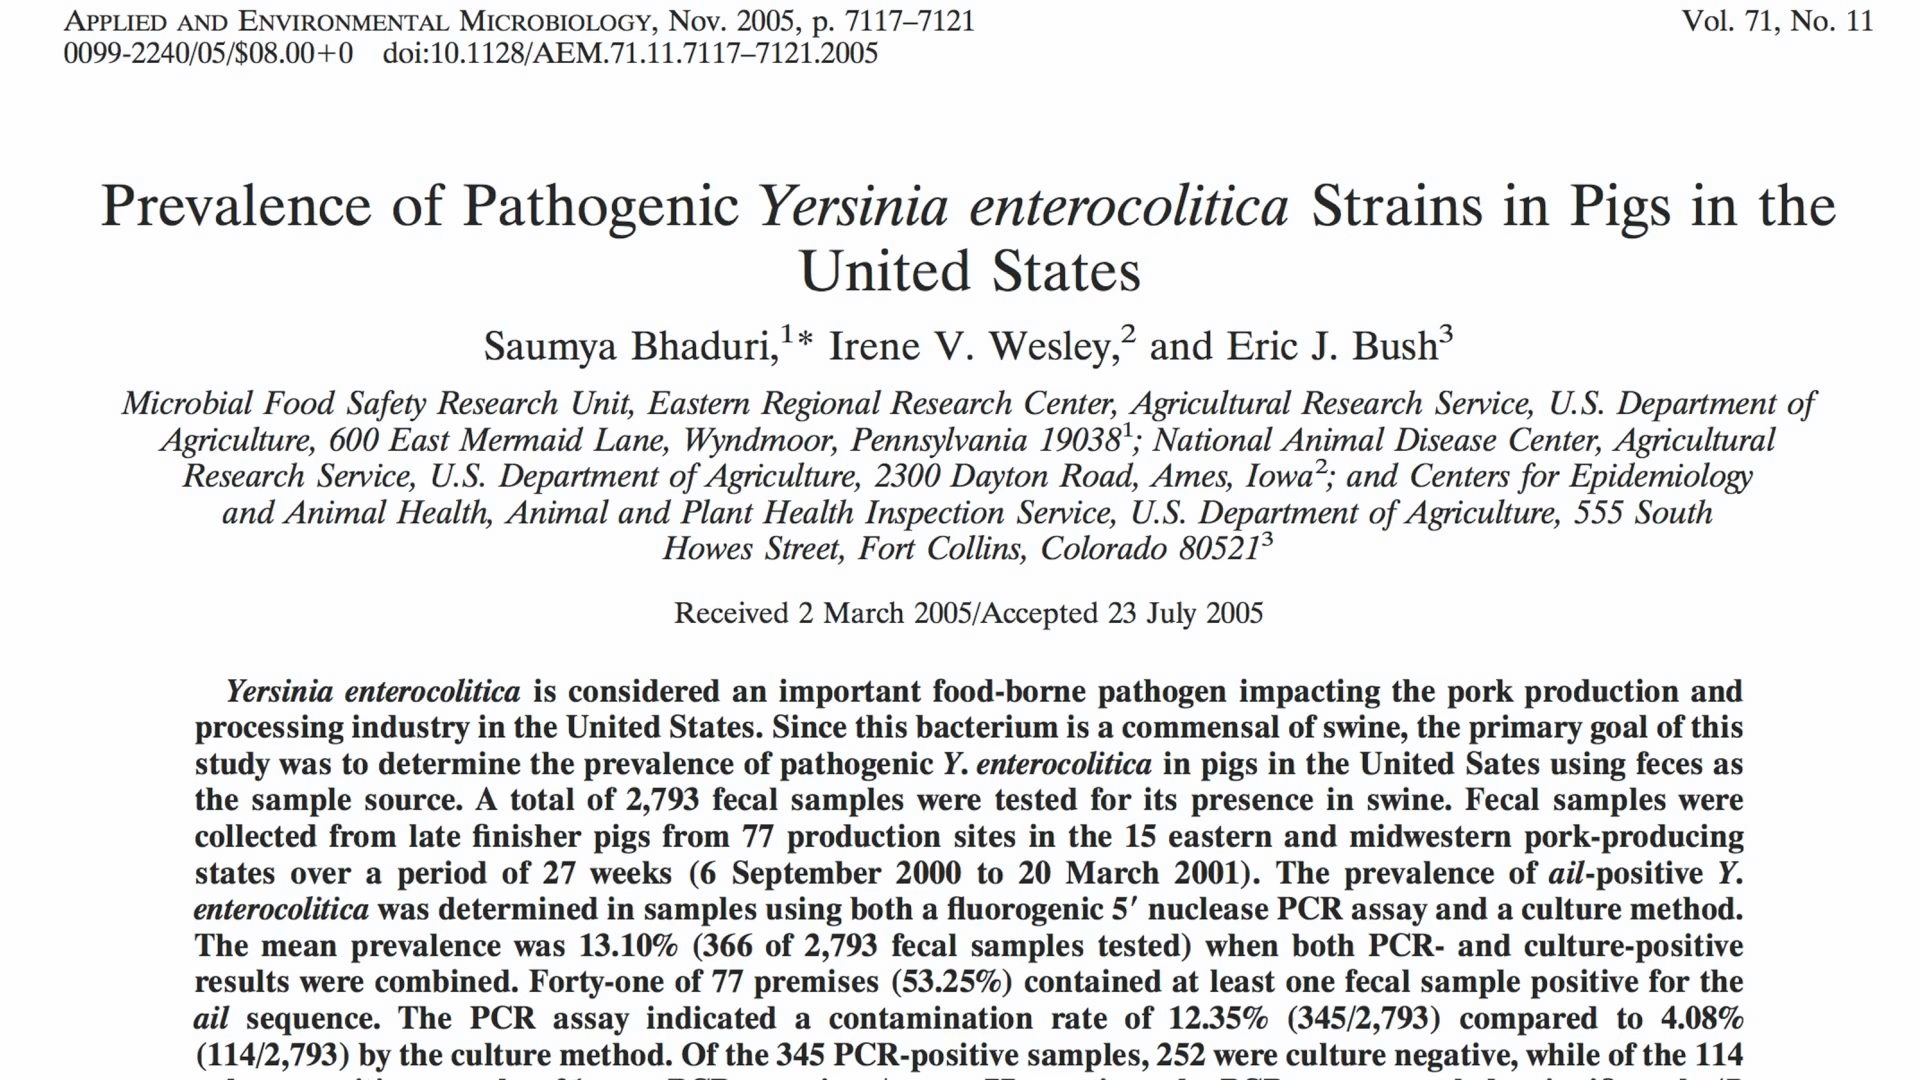 APPLIED AND ENVIRONMENTAL MICROBIOLOGY, Nov. 2005, p. 7117–7121 Vol. 71, No. 11
0099-2240/05/$08.00+0 doi:10.1128/AEM.71.11.7117–7121.2005
Prevalence of Pathogenic Yersinia enterocolitica Strains in Pigs in the
United States
Saumya Bhaduri,1* Irene V. Wesley,2 and Eric J. Bush3
Microbial Food Safety Research Unit, Eastern Regional Research Center, Agricultural Research Service, U.S. Department of
Agriculture, 600 East Mermaid Lane, Wyndmoor, Pennsylvania 190381; National Animal Disease Center, Agricultural
Research Service, U.S. Department of Agriculture, 2300 Dayton Road, Ames, Iowa2; and Centers for Epidemiology
and Animal Health, Animal and Plant Health Inspection Service, U.S. Department of Agriculture, 555 South
Howes Street, Fort Collins, Colorado 805213
Received 2 March 2005/Accepted 23 July 2005
Yersinia enterocolitica is considered an important food-borne pathogen impacting the pork production and
processing industry in the United States. Since this bacterium is a commensal of swine, the primary goal of this
study was to determine the prevalence of pathogenic Y. enterocolitica in pigs in the United Sates using feces as
the sample source. A total of 2,793 fecal samples were tested for its presence in swine. Fecal samples were
collected from late finisher pigs from 77 production sites in the 15 eastern and midwestern pork-producing
states over a period of 27 weeks (6 September 2000 to 20 March 2001). The prevalence of ail-positive Y.
enterocolitica was determined in samples using both a fluorogenic 5′ nuclease PCR assay and a culture method.
The mean prevalence was 13.10% (366 of 2,793 fecal samples tested) when both PCR- and culture-positive
results were combined. Forty-one of 77 premises (53.25%) contained at least one fecal sample positive for the
ail sequence. The PCR assay indicated a contamination rate of 12.35% (345/2,793) compared to 4.08%
(114/2,793) by the culture method. Of the 345 PCR-positive samples, 252 were culture negative, while of the 114